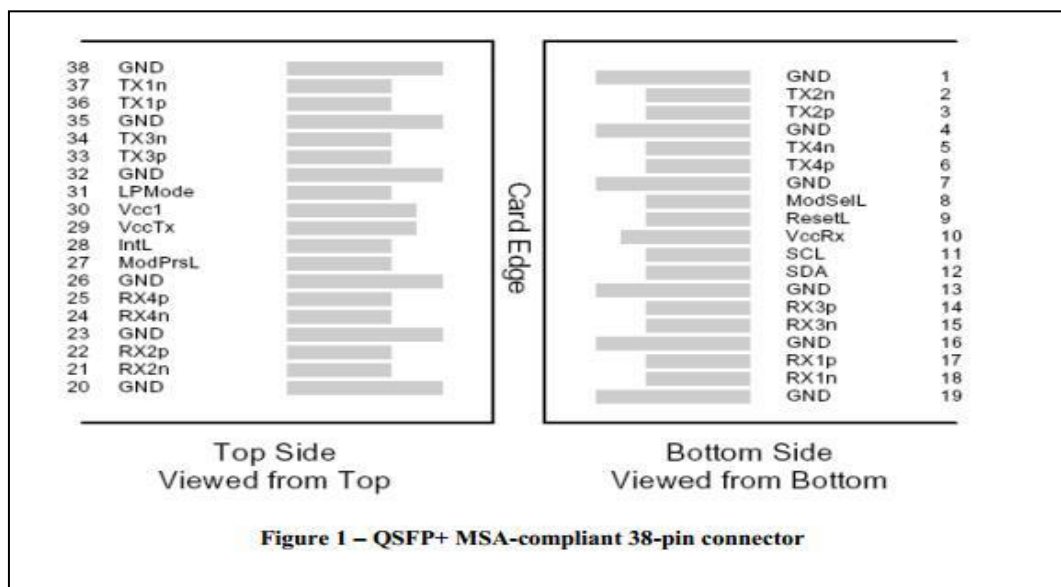 38 GND
37 TX1n
36 TX1p
35 GND
34 TX3n
33 TX3p
32 GND
31 LPMode
30 Vcc1
29 VccTx
28 IntL
27 ModPrsL
26 GND
25 RX4p
24 RX4n
23 GND
22 RX2p
21 RX2n
20 GND
Card Edge
GND 1
TX2n 2
TX2p 3
GND 4
TX4n 5
TX4p 6
GND 7
ModSelL 8
ResetL 9
VccRx 10
SCL 11
SDA 12
GND 13
RX3p 14
RX3n 15
GND 16
RX1p 17
RX1n 18
GND 19
Top Side
Viewed from Top
Bottom Side
Viewed from Bottom
Figure 1 – QSFP+ MSA-compliant 38-pin connector